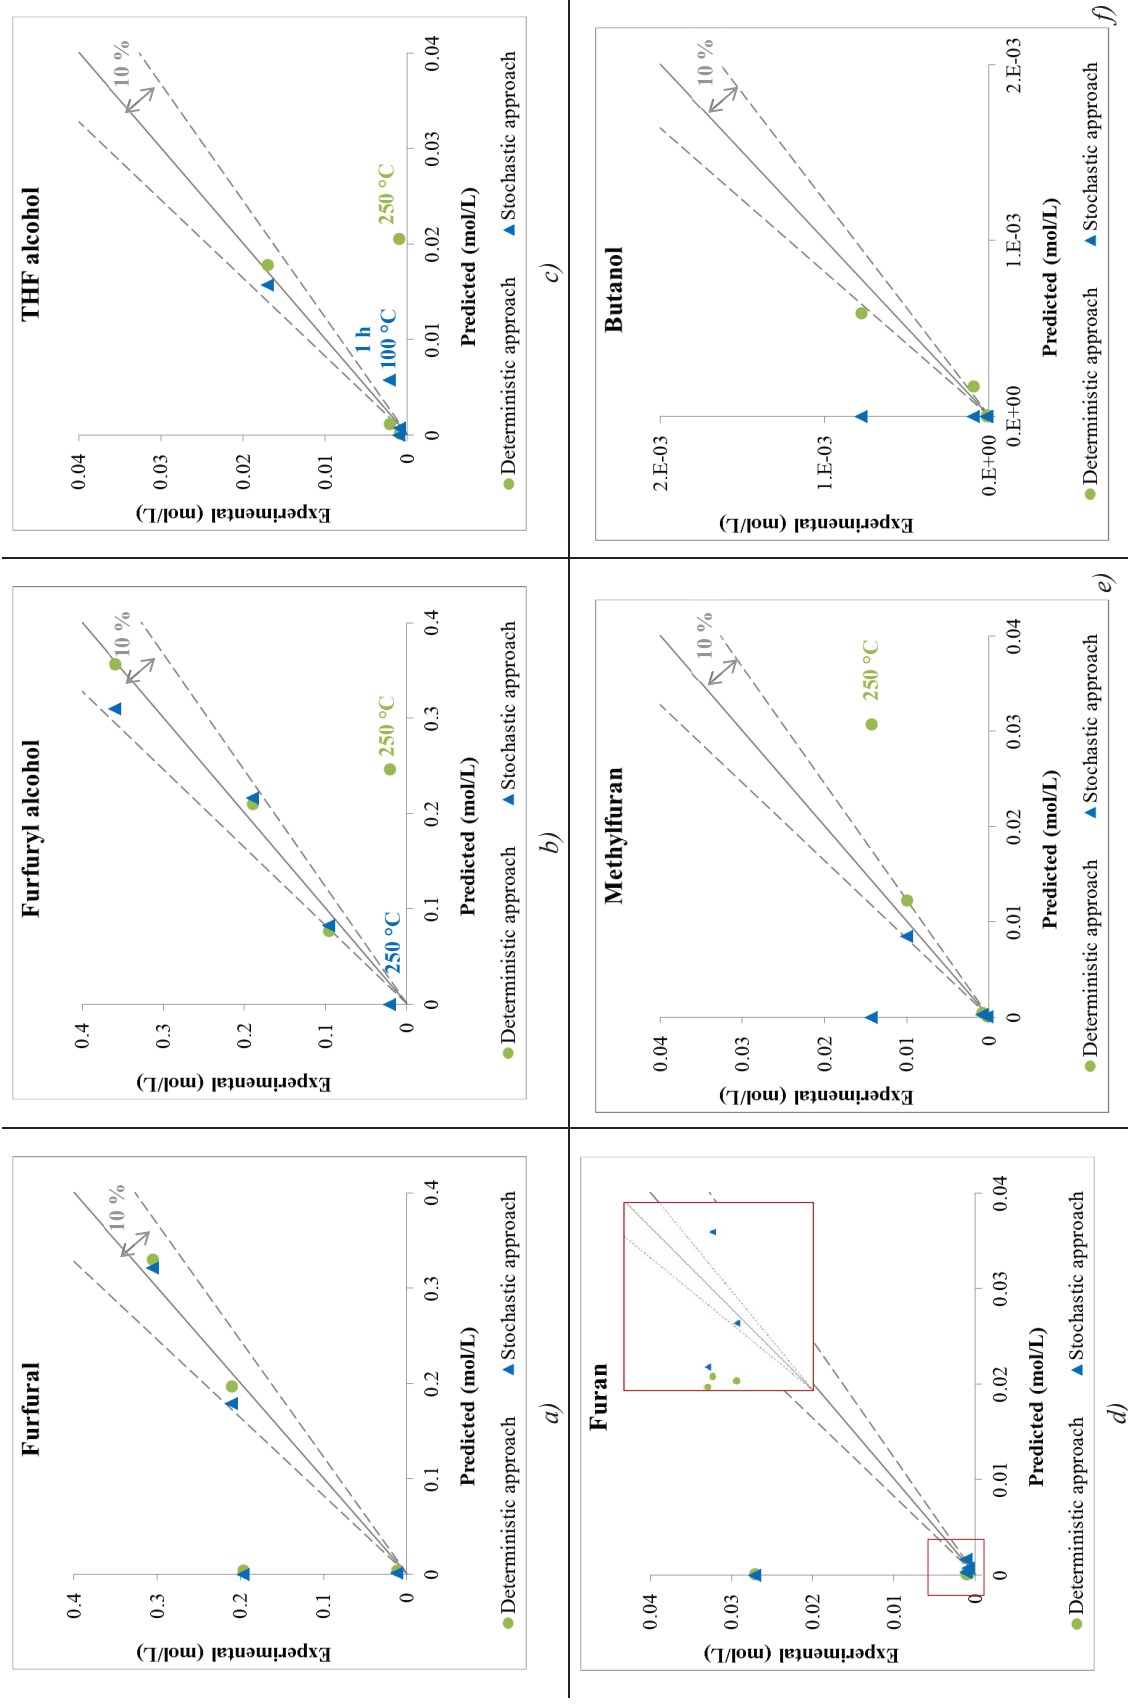 Furfural
Experimental (mol/L)
0.4
0.3
0.2
0.1
0
10 %
0
0.1
0.2
0.3
0.4
Predicted (mol/L)
Deterministic approach
Stochastic approach
a)
Furfuryl alcohol
Experimental (mol/L)
0.4
0.3
0.2
0.1
0
10 %
250 °C
250 °C
0
0.1
0.2
0.3
0.4
Predicted (mol/L)
Deterministic approach
Stochastic approach
b)
THF alcohol
Experimental (mol/L)
0.04
0.03
0.02
0.01
0
10 %
1 h
100 °C
250 °C
0
0.01
0.02
0.03
0.04
Predicted (mol/L)
Deterministic approach
Stochastic approach
c)
Furan
Experimental (mol/L)
0.04
0.03
0.02
0.01
0
0
0.01
0.02
0.03
0.04
Predicted (mol/L)
Deterministic approach
Stochastic approach
d)
Methylfuran
Experimental (mol/L)
0.04
0.03
0.02
0.01
0
10 %
250 °C
0
0.01
0.02
0.03
0.04
Predicted (mol/L)
Deterministic approach
Stochastic approach
e)
Butanol
Experimental (mol/L)
2.E-03
1.E-03
0.E+00
10 %
0.E+00
1.E-03
2.E-03
Predicted (mol/L)
Deterministic approach
Stochastic approach
f)